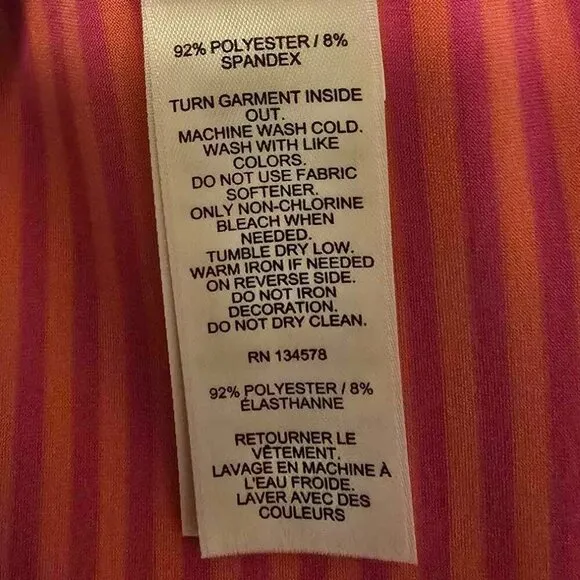 92% POLYESTER / 8%
SPANDEX
TURN GARMENT INSIDE
OUT.
MACHINE WASH COLD.
WASH WITH LIKE
COLORS.
DO NOT USE FABRIC
SOFTENER.
ONLY NON-CHLORINE
BLEACH WHEN
NEEDED.
TUMBLE DRY LOW.
WARM IRON IF NEEDED
ON REVERSE SIDE.
DO NOT IRON
DECORATION.
DO NOT DRY CLEAN.
RN 134578
92% POLYESTER / 8%
ÉLASTHANNE
RETOURNER LE
VÊTEMENT.
LAVAGE EN MACHINE À
L'EAU FROIDE.
LAVER AVEC DES
COULEURS